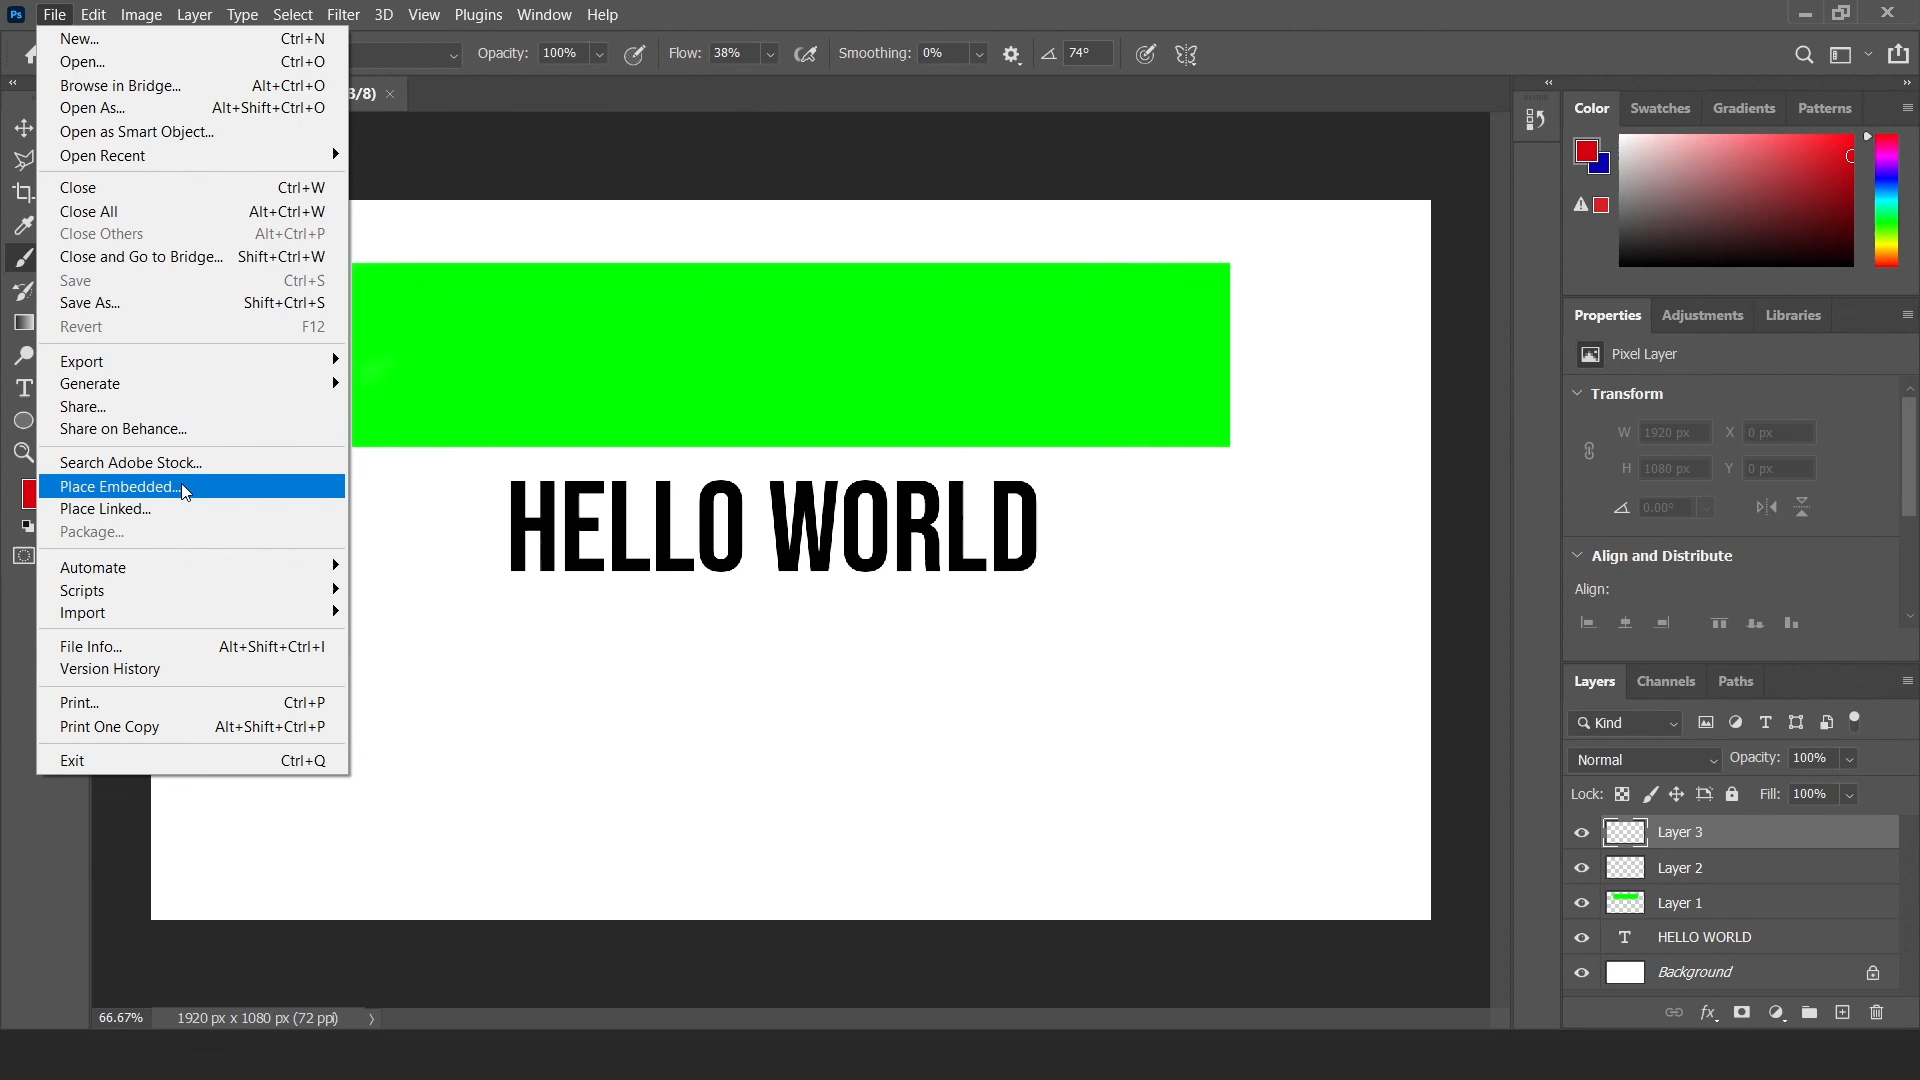 Ps File Edit Image Layer Type Select Filter 3D View Plugins Window Help
Opacity: 100% Flow: 38% Smoothing: 0% 74°
3/8)
New... Ctrl+N
Open... Ctrl+O
Browse in Bridge... Alt+Ctrl+O
Open As... Alt+Shift+Ctrl+O
Open as Smart Object...
Open Recent
Close Ctrl+W
Close All Alt+Ctrl+W
Close Others Alt+Ctrl+P
Close and Go to Bridge... Shift+Ctrl+W
Save Ctrl+S
Save As... Shift+Ctrl+S
Revert F12
Export
Generate
Share...
Share on Behance...
Search Adobe Stock...
Place Embedded...
Place Linked...
Package...
Automate
Scripts
Import
File Info... Alt+Shift+Ctrl+I
Version History
Print... Ctrl+P
Print One Copy Alt+Shift+Ctrl+P
Exit Ctrl+Q
HELLO WORLD
66.67% 1920 px x 1080 px (72 ppi)
Color Swatches Gradients Patterns
Properties Adjustments Libraries
Pixel Layer
Transform
W 1920 px X 0 px
H 1080 px Y 0 px
0.00°
Align and Distribute
Align:
Layers Channels Paths
Kind
Normal Opacity: 100%
Lock: Fill: 100%
Layer 3
Layer 2
Layer 1
HELLO WORLD
Background